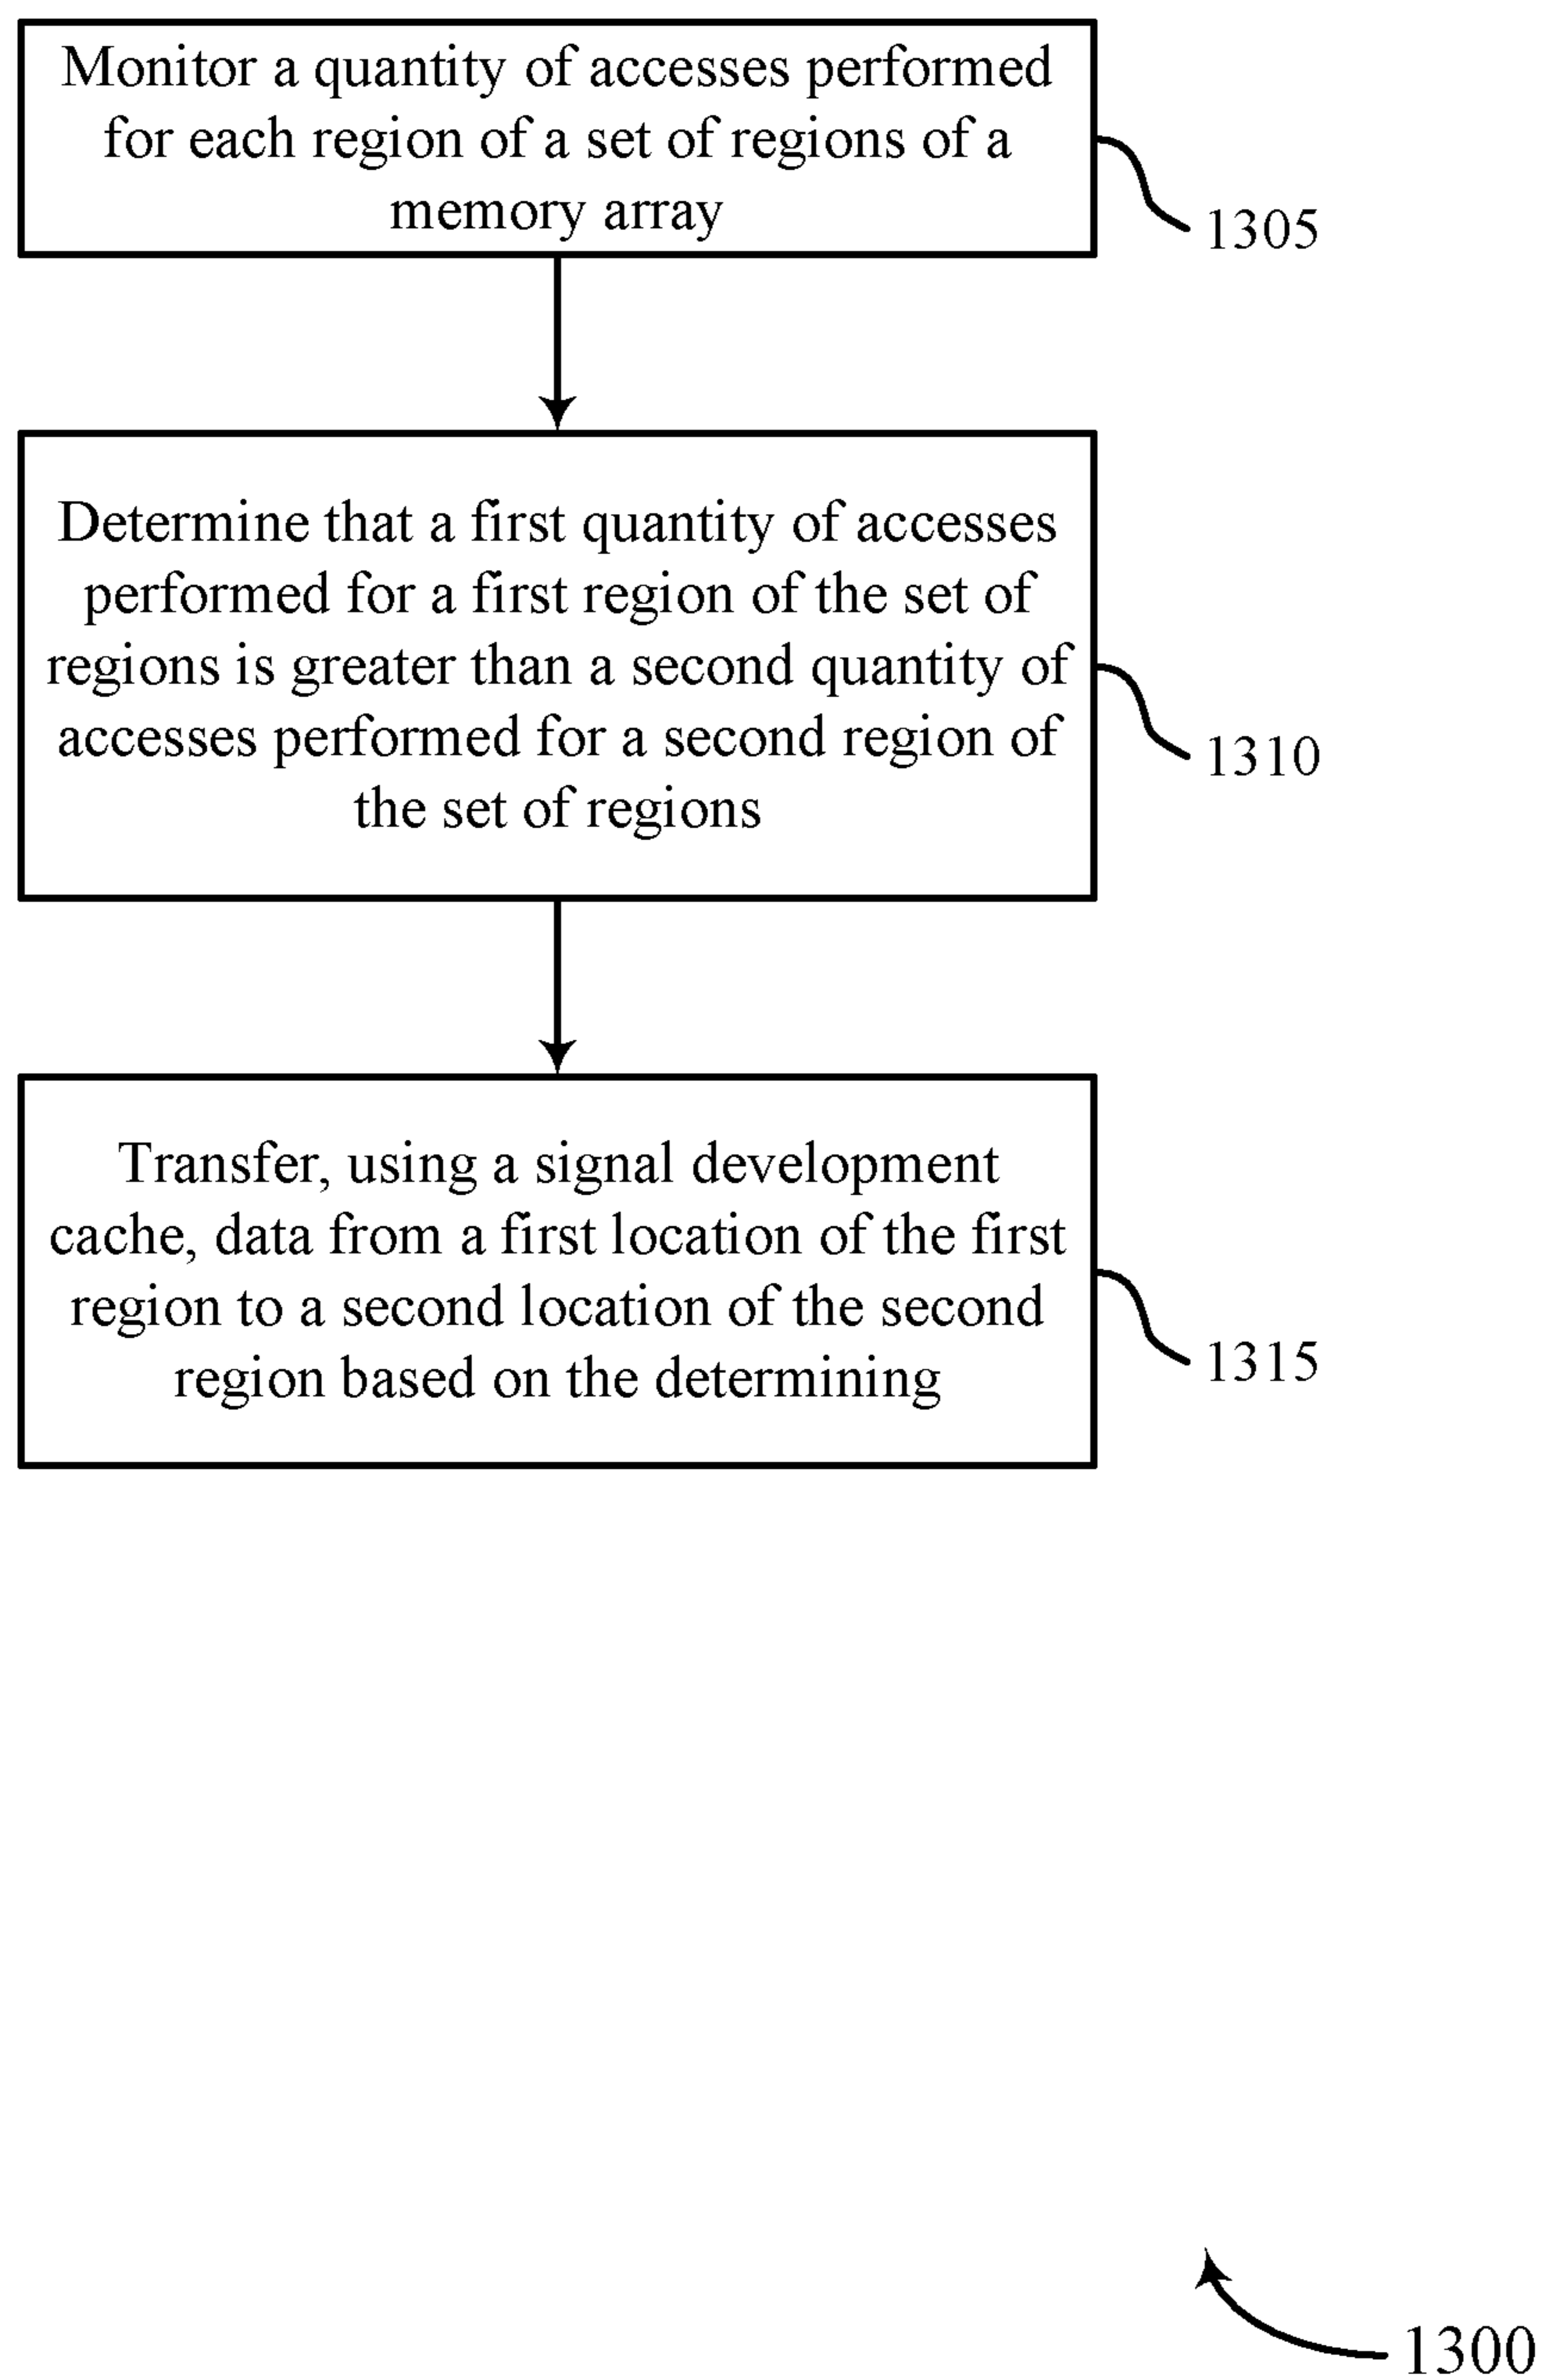 Monitor a quantity of accesses performed
for each region of a set of regions of a
memory array
1305
Determine that a first quantity of accesses
performed for a first region of the set of
regions is greater than a second quantity of
accesses performed for a second region of
the set of regions
1310
Transfer, using a signal development
cache, data from a first location of the first
region to a second location of the second
region based on the determining
1315
1300